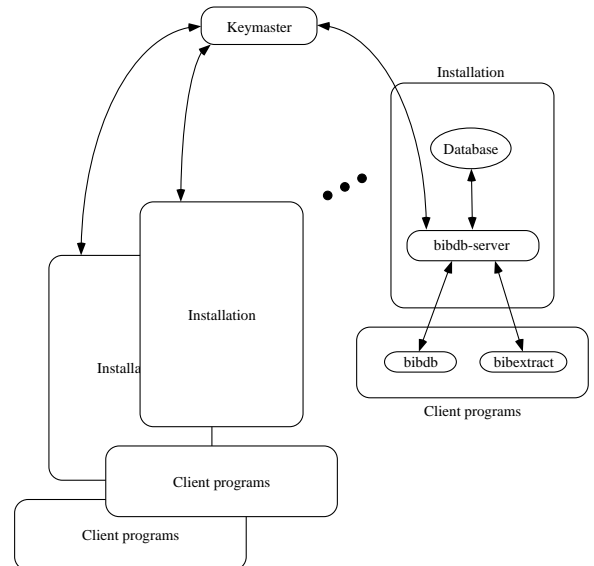 Keymaster
Installation
Database
bibdb-server
Installation
Installa
bibdb
bibextract
Client programs
Client programs
Client programs